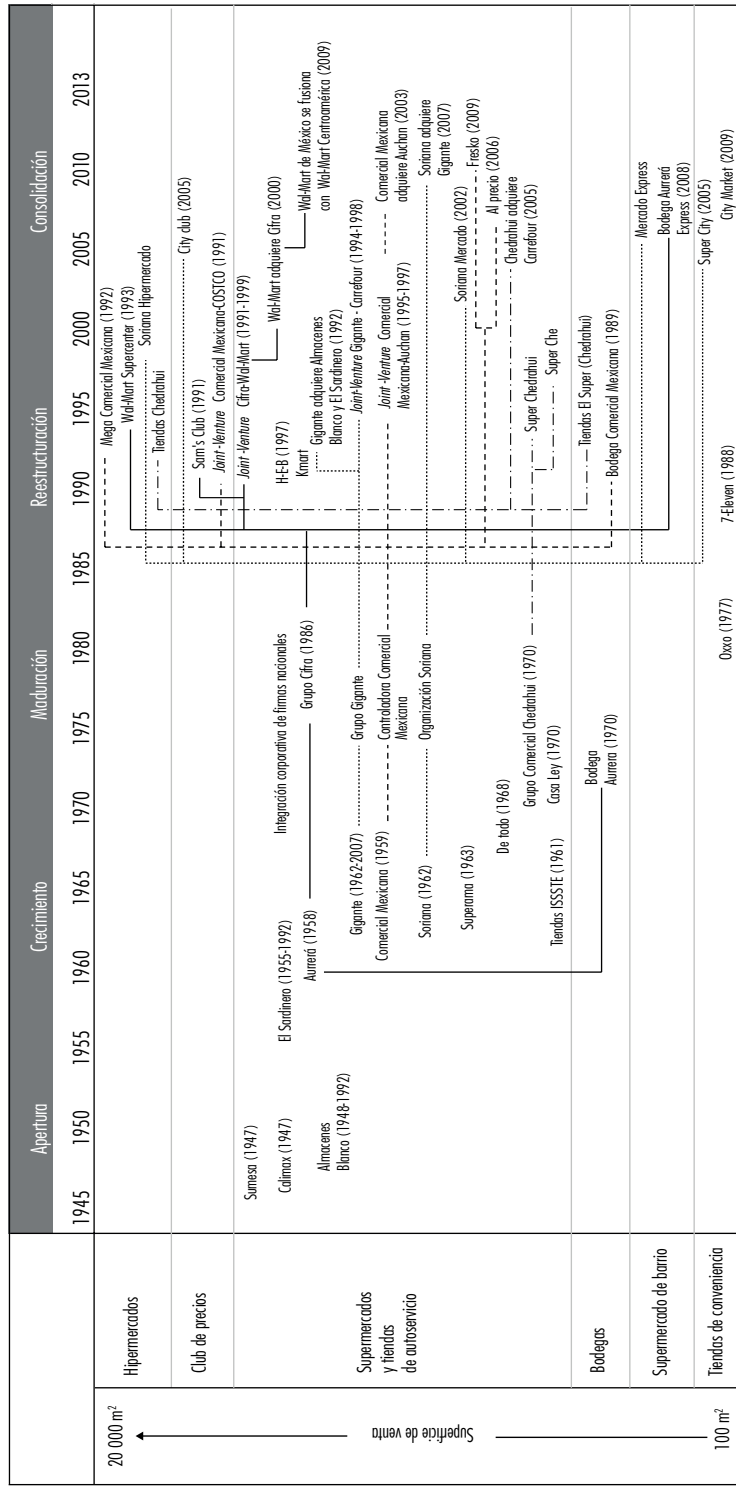 Apertura
Crecimiento
Maduración
Reestructuración
Consolidación
1945
1950
1955
1960
1965
1970
1975
1980
1985
1990
1995
2000
2005
2010
2013
20 000 m²
Superficie de venta
100 m²
Hipermercados
Mega Comercial Mexicana (1992)
Wal-Mart Supercenter (1993)
Soriana Hipermercado
Tiendas Chedrahui
Club de precios
City club (2005)
Sam's Club (1991)
Joint -Venture Comercial Mexicana-COSTCO (1991)
Supermercados
y tiendas
de autoservicio
Joint -Venture Cifra-Wal-Mart (1991-1999)
Sumesa (1947)
Wal-Mart adquiere Cifra (2000)
Calimax (1947)
El Sardinero (1955-1992)
Integración corporativa de firmas nacionales
H-E-B (1997)
Kmart
Wal-Mart de México se fusiona
con Wal-Mart Centroamérica (2009)
Aurrerá (1958)
Grupo Cifra (1986)
Gigante adquiere Almacenes
Blanco y El Sardinero (1992)
Almacenes
Blanco (1948-1992)
Gigante (1962-2007)
Grupo Gigante
Joint-Venture Gigante - Carrefour (1994-1998)
Comercial Mexicana (1959)
Controladora Comercial
Mexicana
Joint -Venture Comercial
Mexicana-Auchan (1995-1997)
Comercial Mexicana
adquiere Auchan (2003)
Soriana (1962)
Organización Soriana
Soriana adquiere
Gigante (2007)
Superama (1963)
Soriana Mercado (2002)
Fresko (2009)
Al precio (2006)
De todo (1968)
Chedrahui adquiere
Carrefour (2005)
Grupo Comercial Chedrahui (1970)
Super Chedrahui
Casa Ley (1970)
Super Che
Tiendas ISSSTE (1961)
Bodegas
Bodega
Aurrera (1970)
Tiendas El Super (Chedrahui)
Bodega Comercial Mexicana (1989)
Supermercado de barrio
Mercado Express
Bodega Aurrerá
Express (2008)
Tiendas de conveniencia
Super City (2005)
Oxxo (1977)
7-Eleven (1988)
City Market (2009)